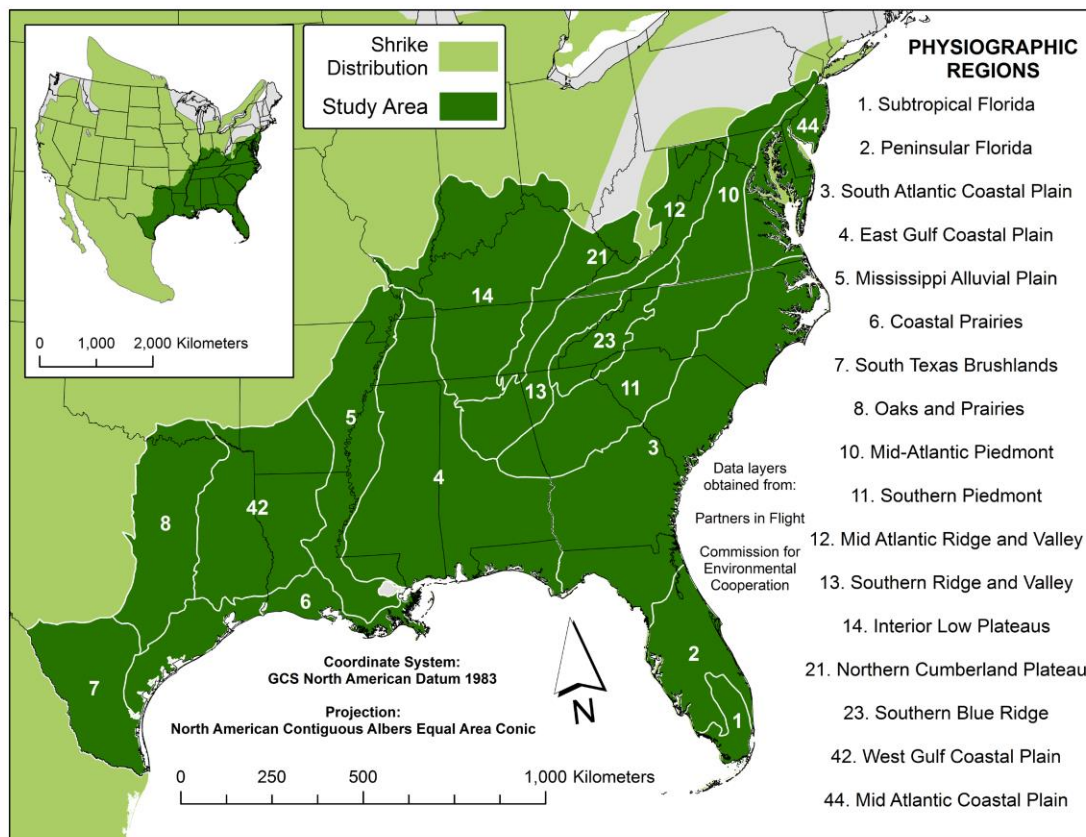 Shrike
Distribution
Study Area
0 1,000 2,000 Kilometers
PHYSIOGRAPHIC
REGIONS
1. Subtropical Florida
2. Peninsular Florida
3. South Atlantic Coastal Plain
4. East Gulf Coastal Plain
5. Mississippi Alluvial Plain
6. Coastal Prairies
7. South Texas Brushlands
8. Oaks and Prairies
10. Mid-Atlantic Piedmont
11. Southern Piedmont
12. Mid Atlantic Ridge and Valley
13. Southern Ridge and Valley
14. Interior Low Plateaus
21. Northern Cumberland Plateau
23. Southern Blue Ridge
42. West Gulf Coastal Plain
44. Mid Atlantic Coastal Plain
44
10
12
21
14
23
13
11
5
3
4
42
8
6
7
2
1
Data layers
obtained from:
Partners in Flight
Commission for
Environmental
Cooperation
N
Coordinate System:
GCS North American Datum 1983
Projection:
North American Contiguous Albers Equal Area Conic
0 250 500 1,000 Kilometers